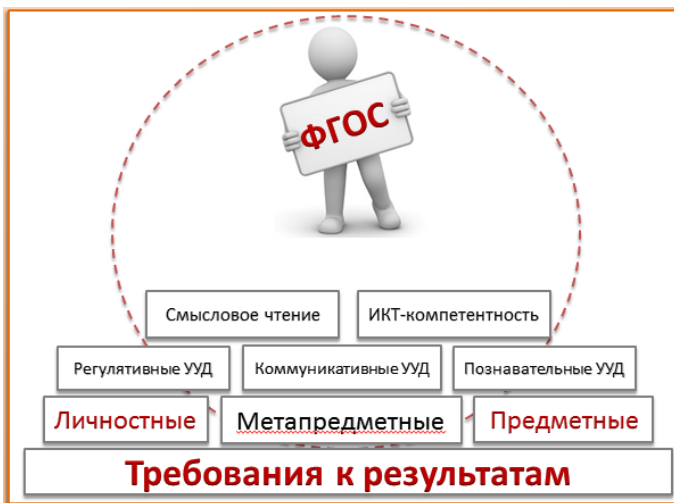 ФГОС
Смысловое чтение
ИКТ-компетентность
Регулятивные УУД
Коммуникативные УУД
Познавательные УУД
Личностные
Метапредметные
Предметные
Требования к результатам